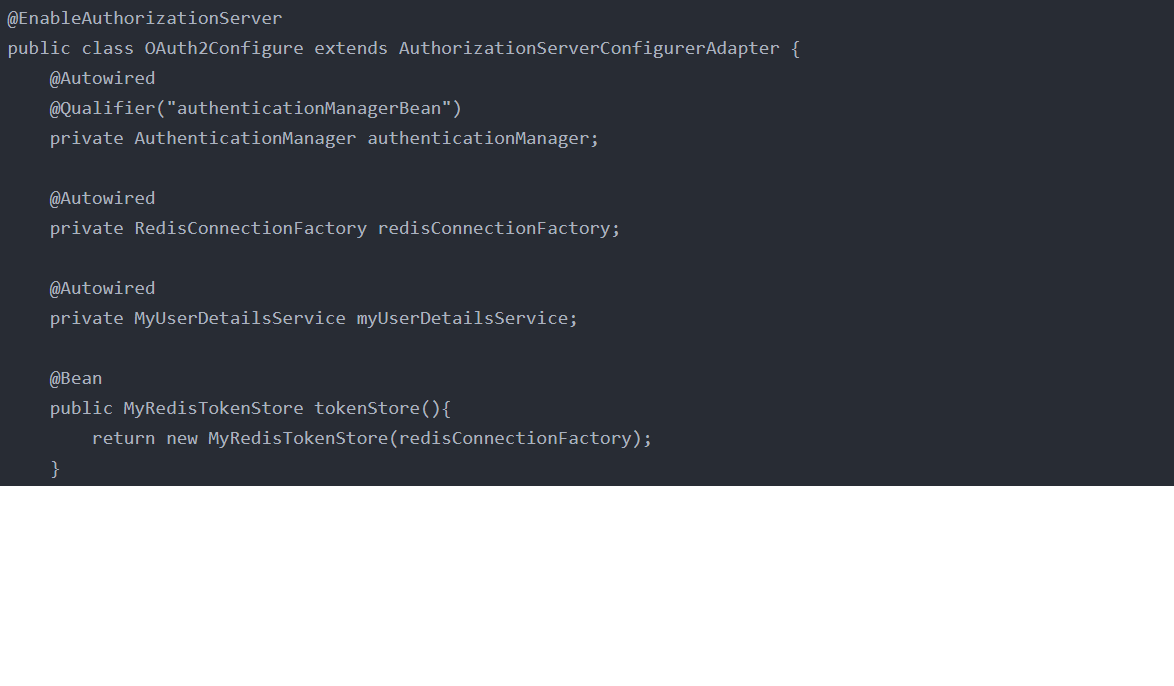 @EnableAuthorizationServer
public class OAuth2Configure extends AuthorizationServerConfigurerAdapter {
    @Autowired
    @Qualifier("authenticationManagerBean")
    private AuthenticationManager authenticationManager;

    @Autowired
    private RedisConnectionFactory redisConnectionFactory;

    @Autowired
    private MyUserDetailsService myUserDetailsService;

    @Bean
    public MyRedisTokenStore tokenStore(){
        return new MyRedisTokenStore(redisConnectionFactory);
    }